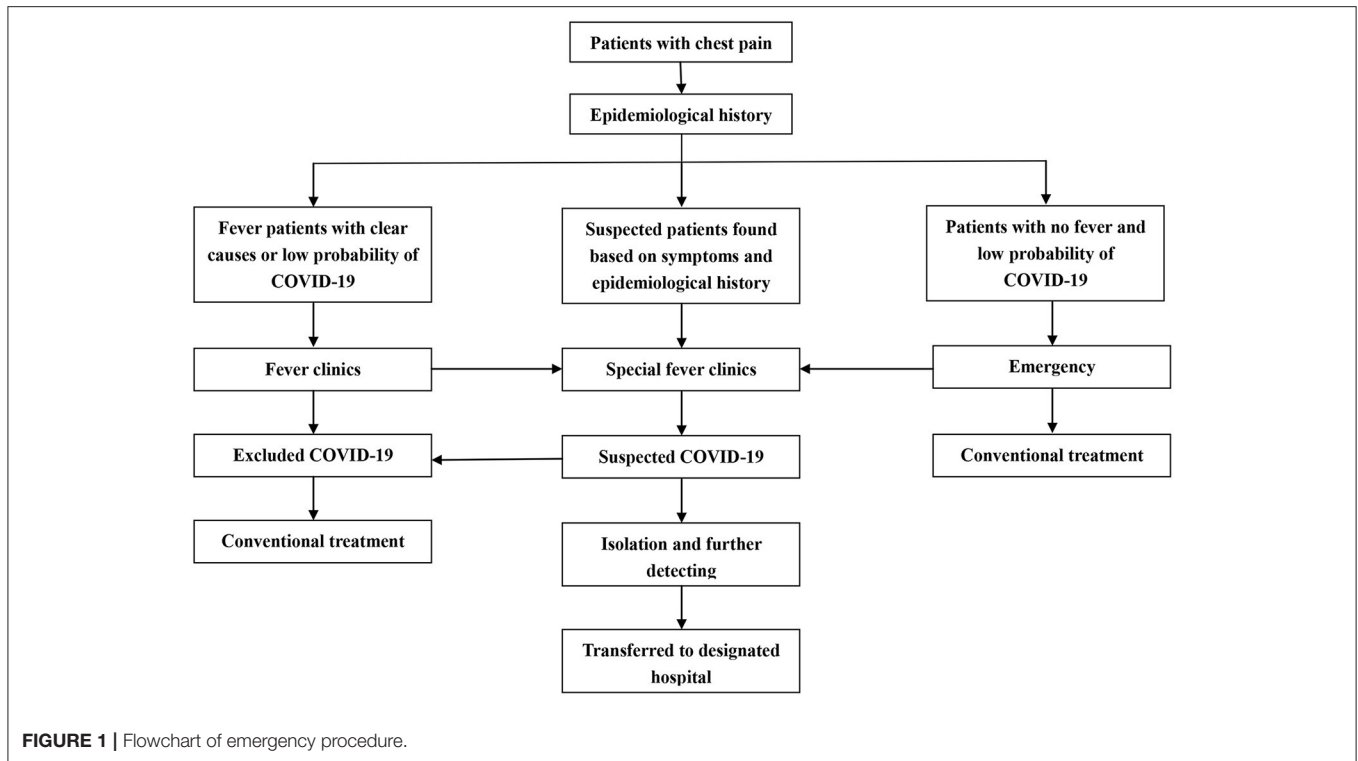 Patients with chest pain
Epidemiological history
Fever patients with clear
causes or low probability of
COVID-19
Suspected patients found
based on symptoms and
epidemiological history
Patients with no fever and
low probability of
COVID-19
Fever clinics
Special fever clinics
Emergency
Excluded COVID-19
Suspected COVID-19
Conventional treatment
Conventional treatment
Isolation and further
detecting
Transferred to designated
hospital
FIGURE 1 | Flowchart of emergency procedure.